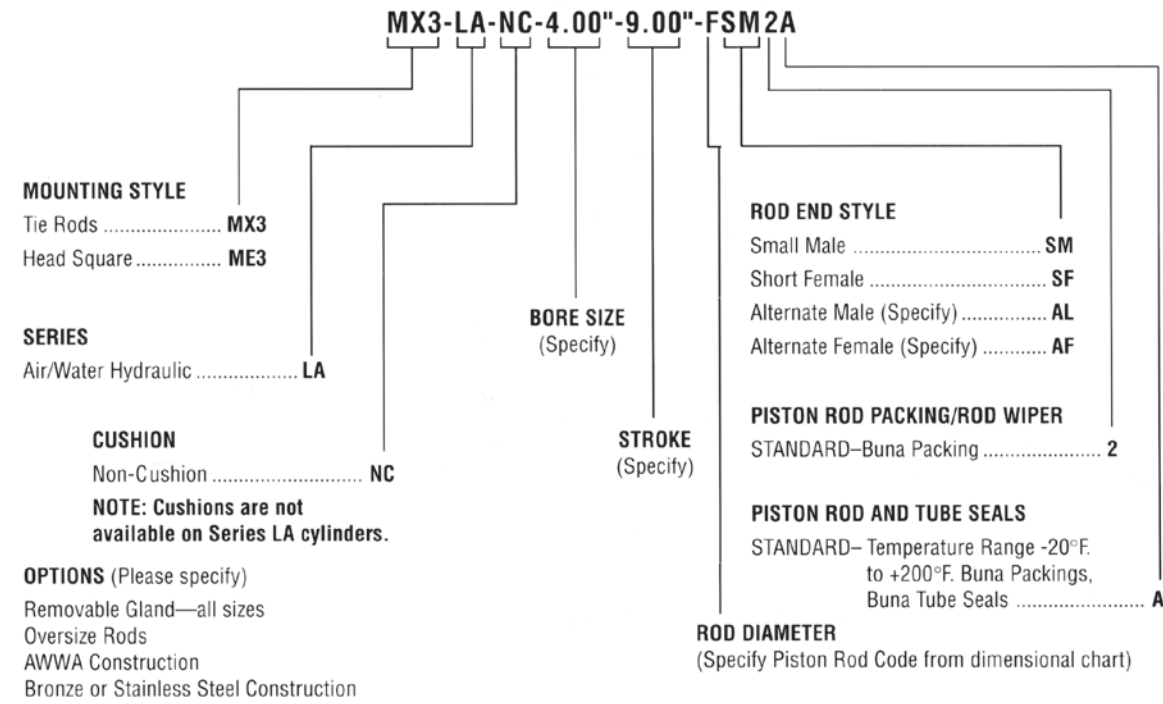 MX3-LA-NC-4.00"-9.00"-FSM2A
MOUNTING STYLE
Tie Rods ...................... MX3
Head Square ................ ME3
SERIES
Air/Water Hydraulic ................... LA
CUSHION
Non-Cushion ............................ NC
NOTE: Cushions are not
available on Series LA cylinders.
OPTIONS (Please specify)
Removable Gland—all sizes
Oversize Rods
AWWA Construction
Bronze or Stainless Steel Construction
BORE SIZE
(Specify)
STROKE
(Specify)
ROD END STYLE
Small Male ................................... SM
Short Female ................................. SF
Alternate Male (Specify) ................ AL
Alternate Female (Specify) ............ AF
PISTON ROD PACKING/ROD WIPER
STANDARD–Buna Packing ...................... 2
PISTON ROD AND TUBE SEALS
STANDARD– Temperature Range -20°F.
to +200°F. Buna Packings,
Buna Tube Seals ........................ A
ROD DIAMETER
(Specify Piston Rod Code from dimensional chart)